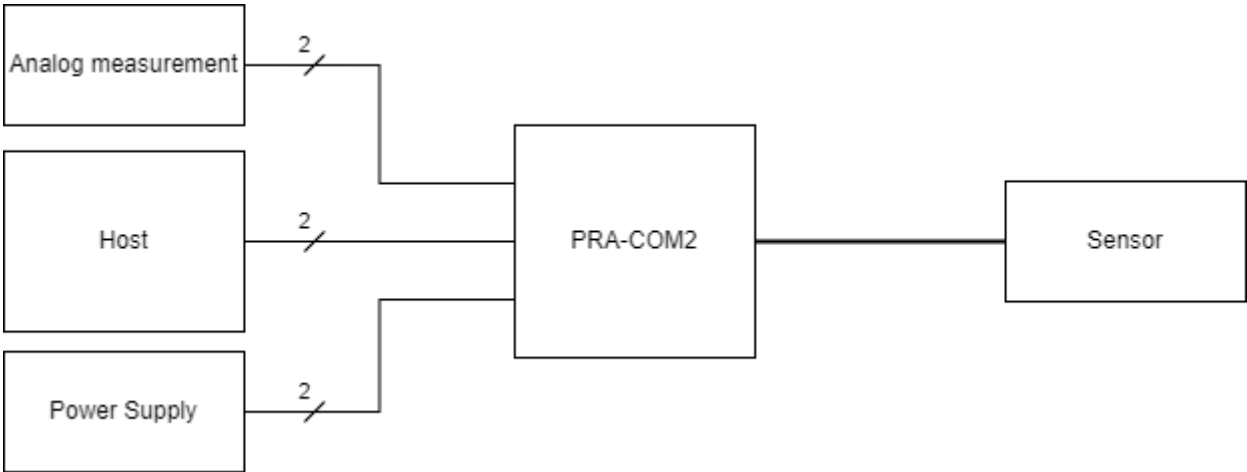 2
Analog measurement
2
Host
PRA-COM2
Sensor
2
Power Supply